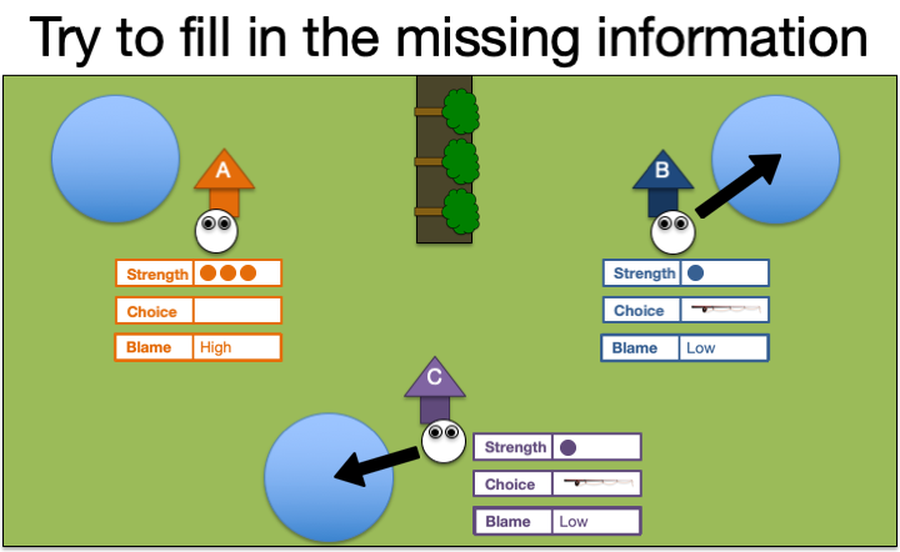 Try to fill in the missing information
A
B
Strength
Choice
Blame High
Strength
Choice
Blame Low
C
Strength
Choice
Blame Low